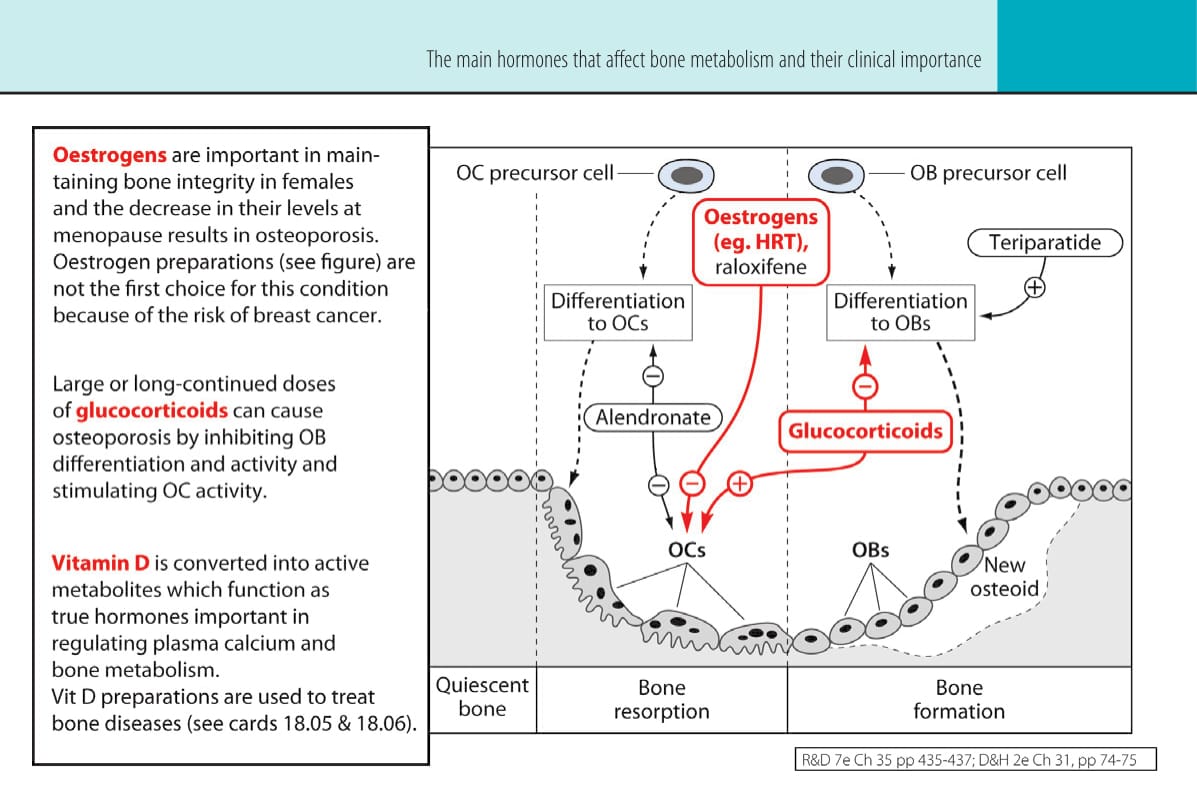 The main hormones that affect bone metabolism and their clinical importance
Oestrogens are important in main-
taining bone integrity in females
and the decrease in their levels at
menopause results in osteoporosis.
Oestrogen preparations (see figure) are
not the first choice for this condition
because of the risk of breast cancer.
Large or long-continued doses
of glucocorticoids can cause
osteoporosis by inhibiting OB
differentiation and activity and
stimulating OC activity.
Vitamin D is converted into active
metabolites which function as
true hormones important in
regulating plasma calcium and
bone metabolism.
Vit D preparations are used to treat
bone diseases (see cards 18.05 & 18.06).
OC precursor cell
OB precursor cell
Oestrogens
(eg. HRT),
raloxifene
Teriparatide
+
Differentiation
to OCs
Differentiation
to OBs
−
−
Alendronate
Glucocorticoids
−
−
+
OCs
OBs
New
osteoid
Quiescent
bone
Bone
resorption
Bone
formation
R&D 7e Ch 35 pp 435-437; D&H 2e Ch 31, pp 74-75